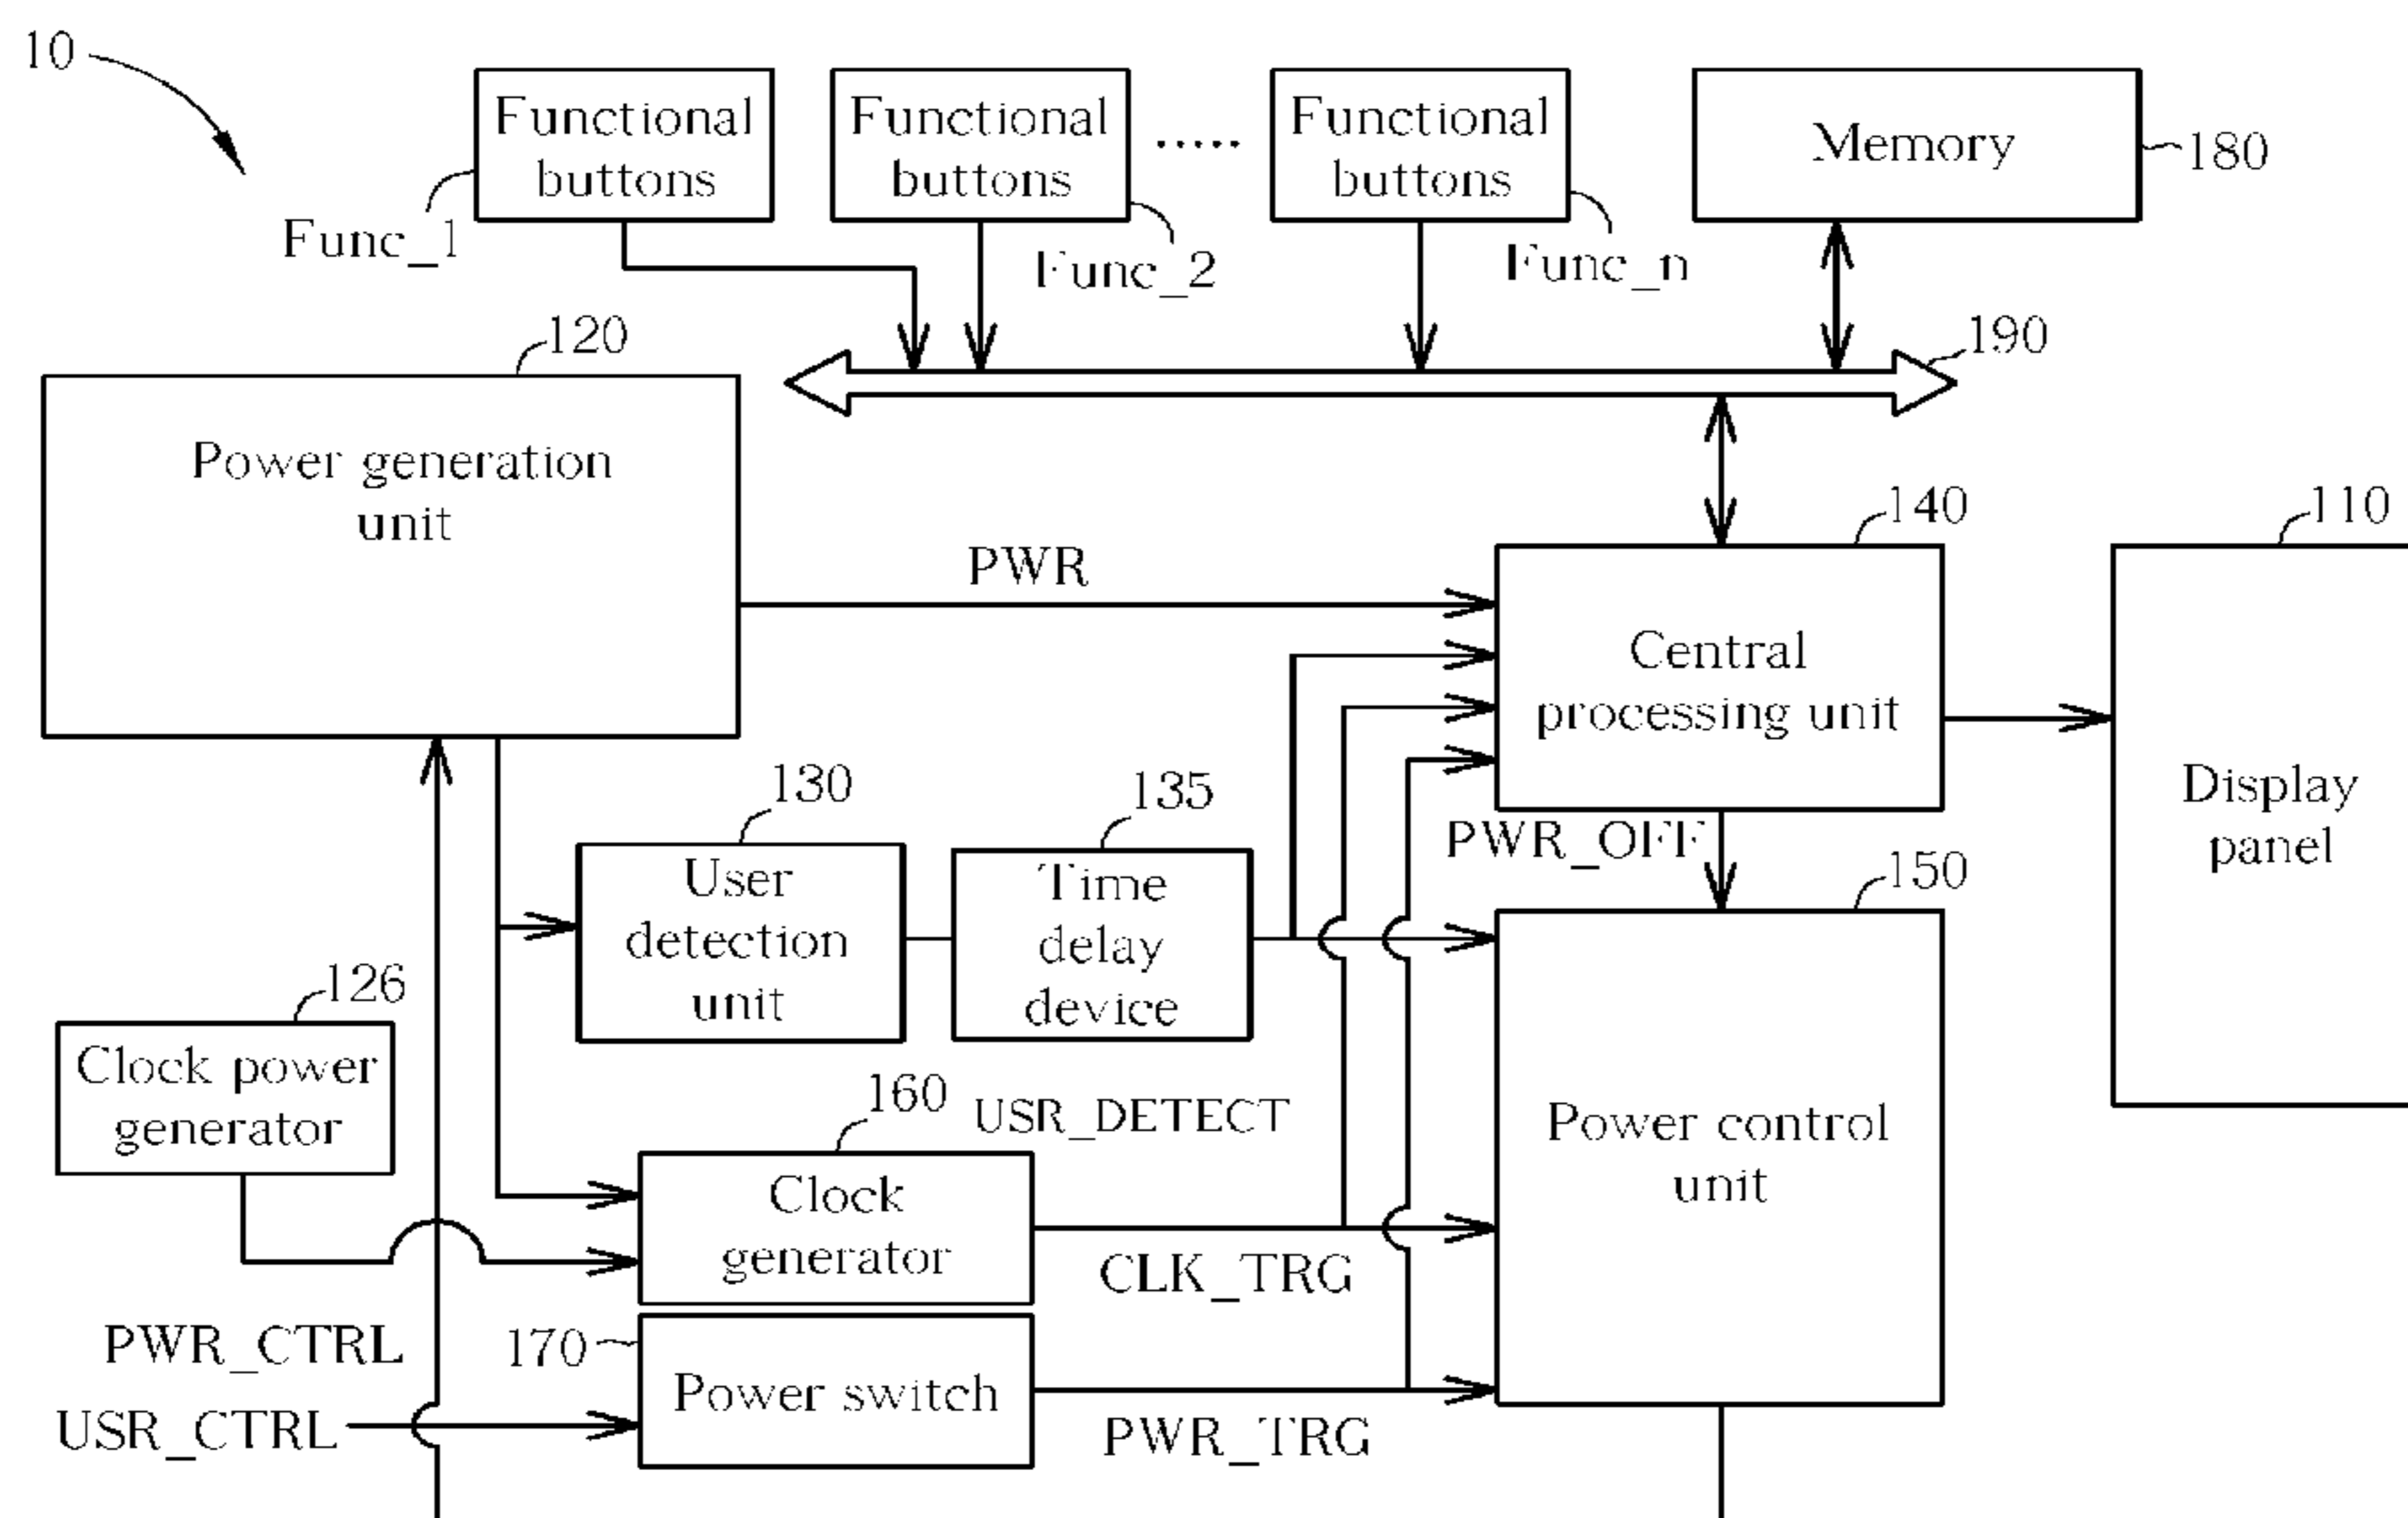 10
Functional
buttons
Func_1
Functional
buttons
Func_2
.....
Functional
buttons
Func_n
Memory
180
190
120
Power generation
unit
PWR
140
Central
processing unit
110
Display
panel
PWR_OFF
130
User
detection
unit
135
Time
delay
device
150
Power control
unit
126
Clock power
generator
160
USR_DETECT
Clock
generator
CLK_TRG
PWR_CTRL
170
Power switch
USR_CTRL
PWR_TRG